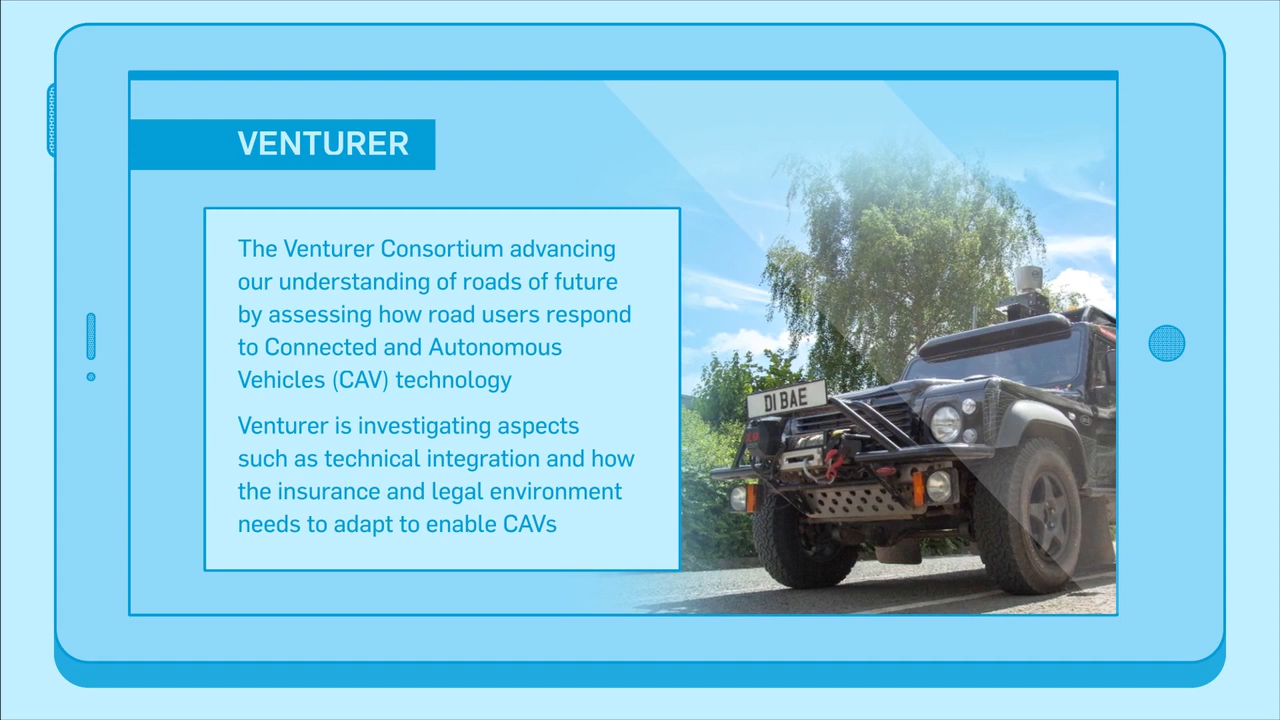 VENTURER
The Venturer Consortium advancing
our understanding of roads of future
by assessing how road users respond
to Connected and Autonomous
Vehicles (CAV) technology
Venturer is investigating aspects
such as technical integration and how
the insurance and legal environment
needs to adapt to enable CAVs
DI BAE